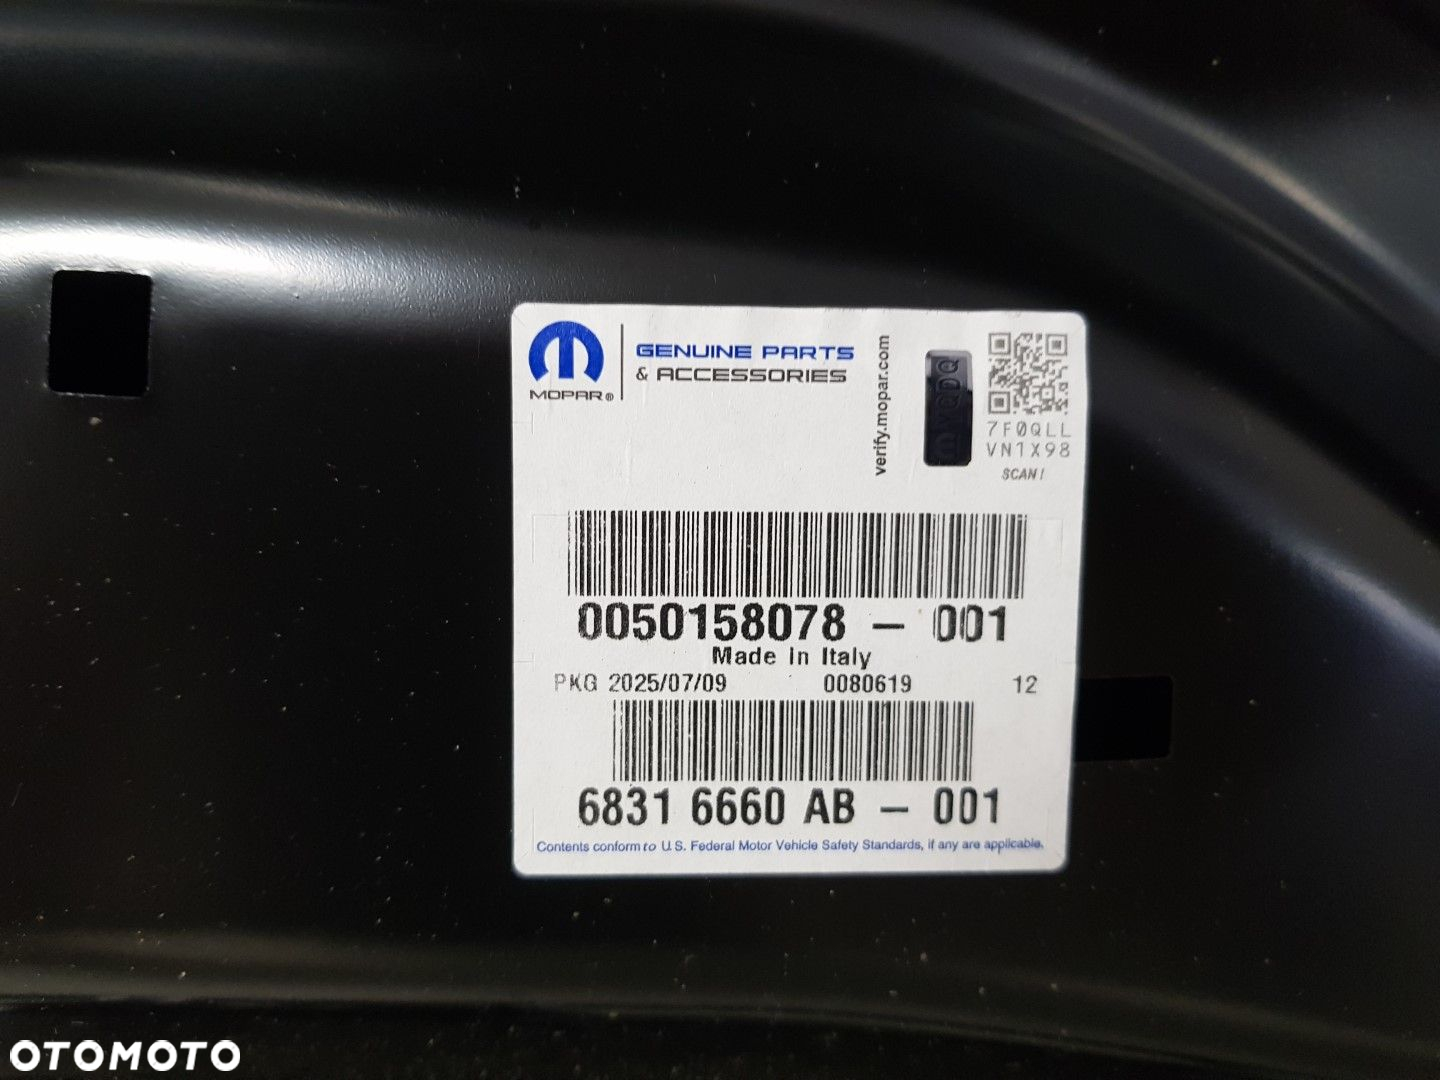 MOPAR®
GENUINE PARTS
& ACCESSORIES
verify.mopar.com
7F0QLL
VN1X98
SCAN!
0050158078 – 001
Made in Italy
PKG 2025/07/09 0080619 12
6831 6660 AB – 001
Contents conform to U.S. Federal Motor Vehicle Safety Standards, if any are applicable.
OTOMOTO